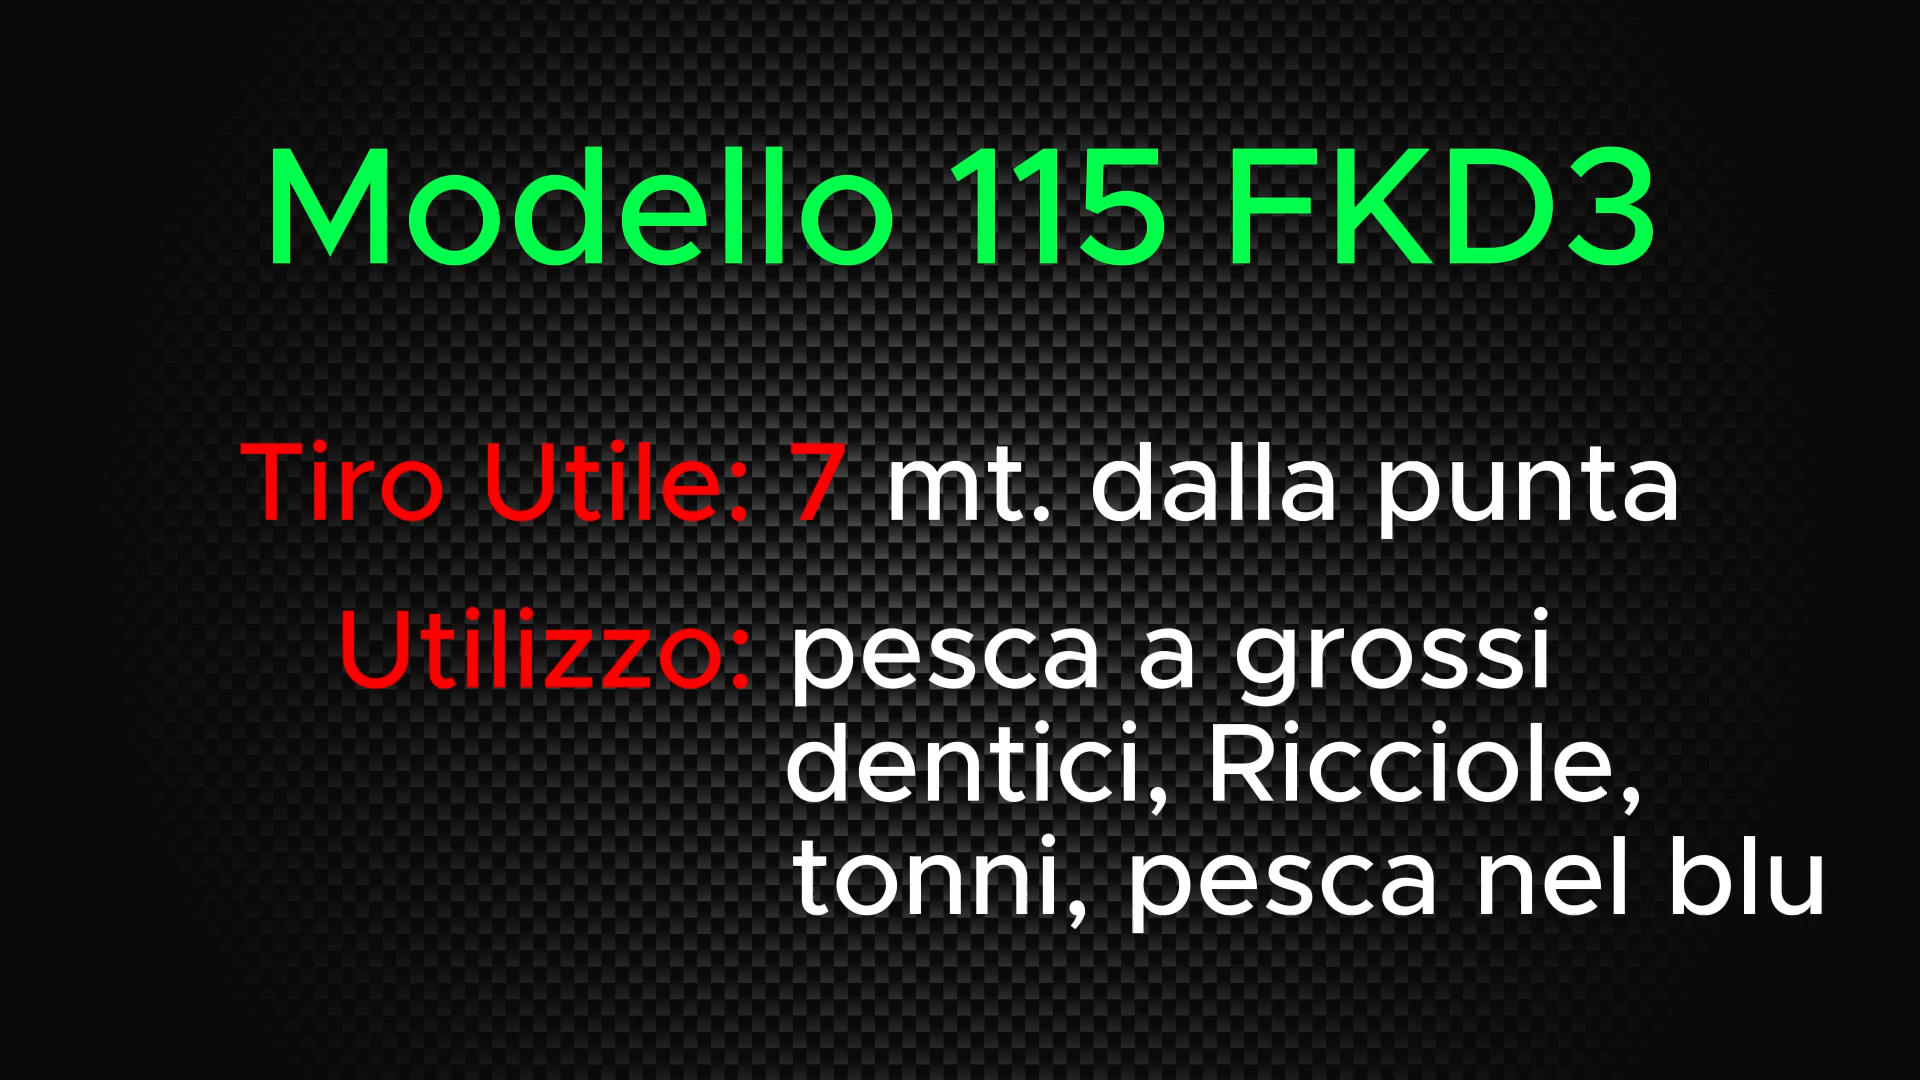 Modello 115 FKD3
Tiro Utile: 7 mt. dalla punta
Utilizzo: pesca a grossi
dentici, Ricciole,
tonni, pesca nel blu